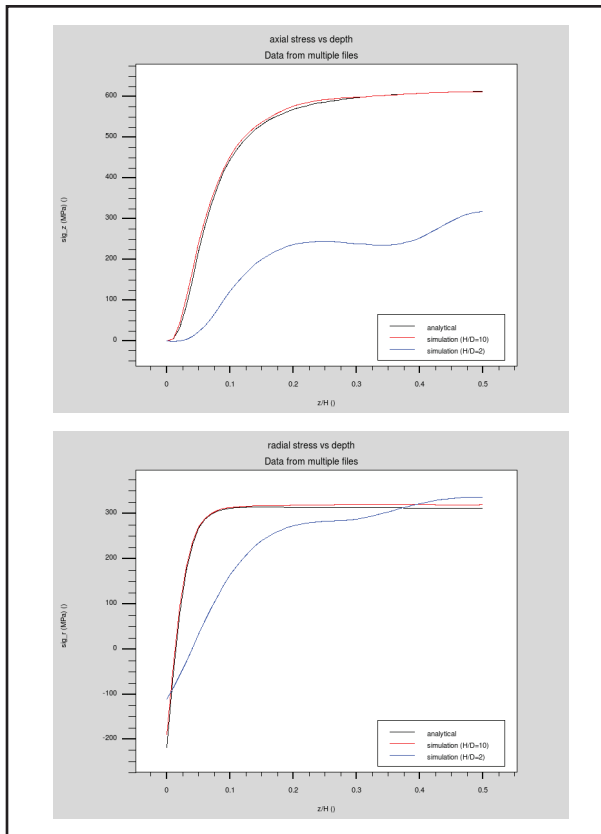 axial stress vs depth
Data from multiple files
600
500
400
300
200
100
0
sig_z (MPa) ()
analytical
simulation (H/D=10)
simulation (H/D=2)
0 0.1 0.2 0.3 0.4 0.5
z/H ()
radial stress vs depth
Data from multiple files
300
200
100
0
-100
-200
sig_r (MPa) ()
analytical
simulation (H/D=10)
simulation (H/D=2)
0 0.1 0.2 0.3 0.4 0.5
z/H ()